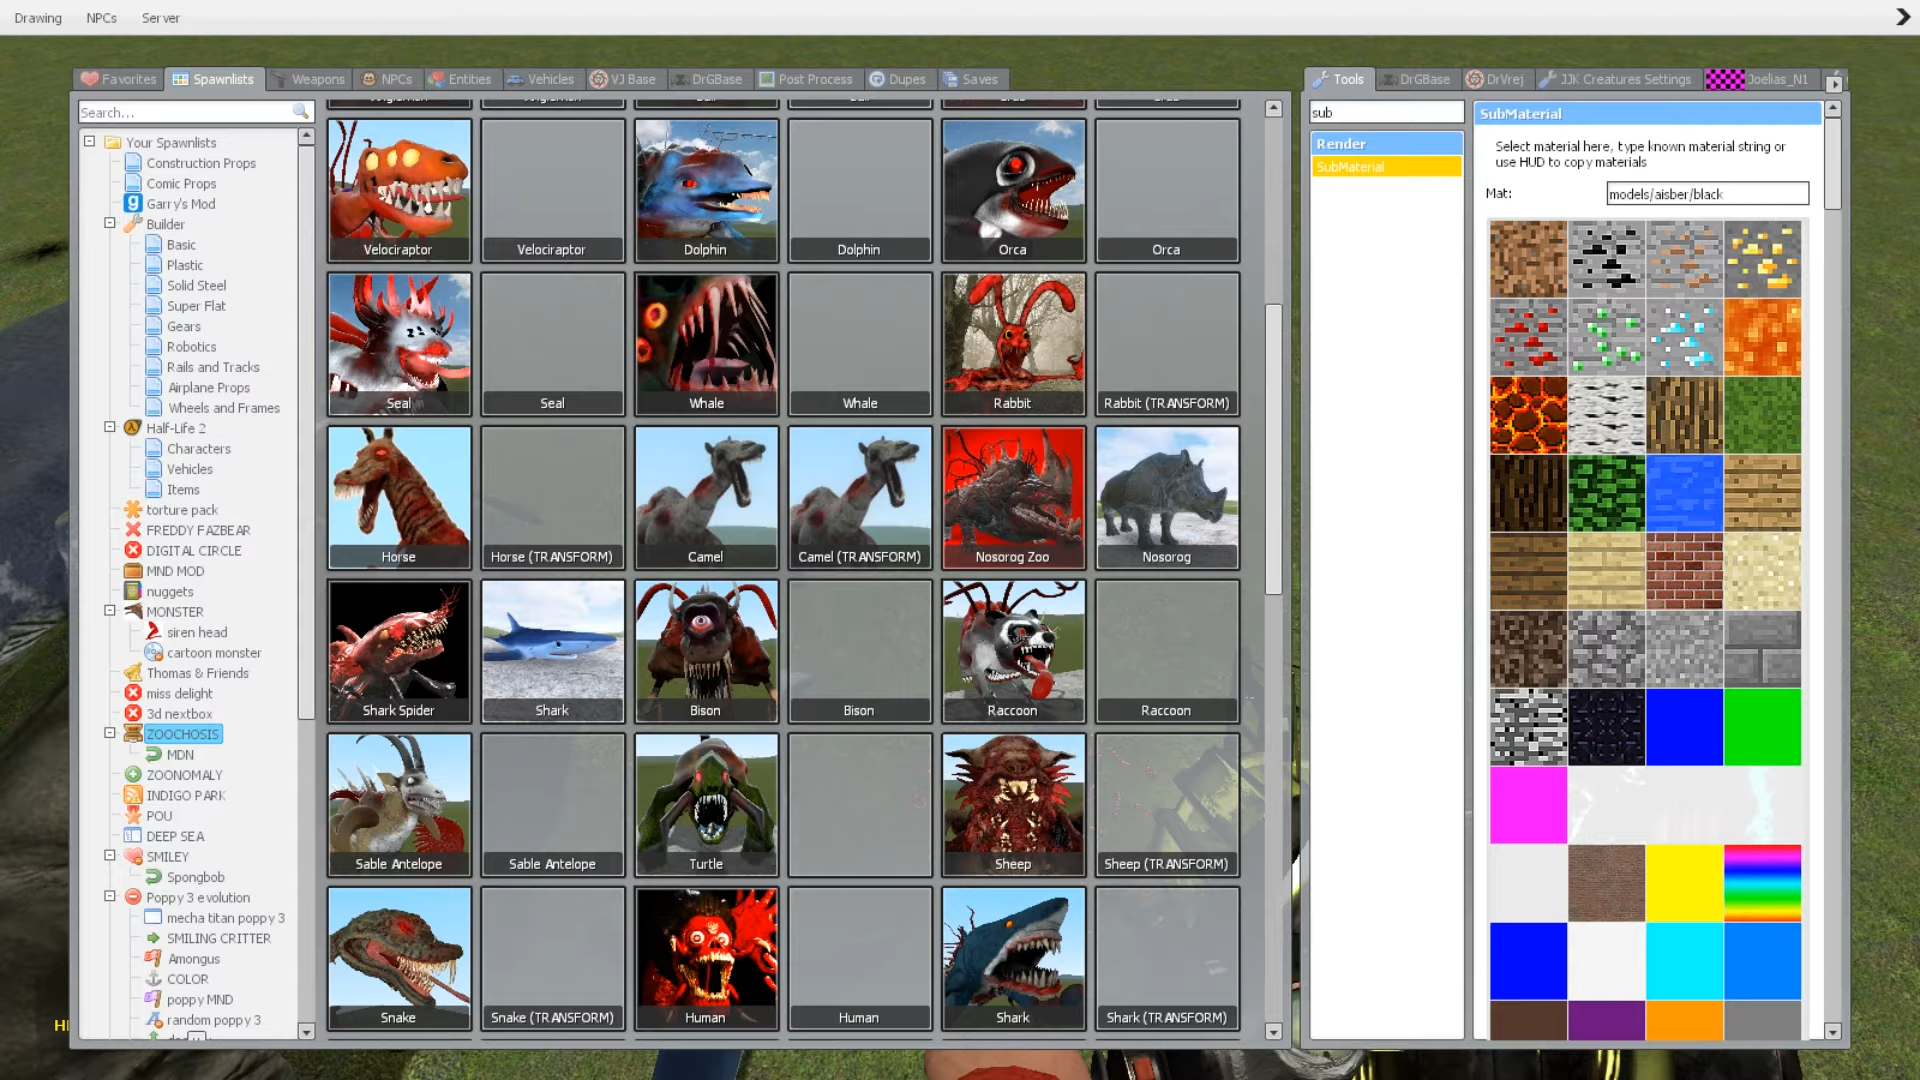 Drawing NPCs Server
Favorites Spawnlists Weapons NPCs Entities Vehicles VJ Base DrGBase Post Process Dupes Saves
Tools DrGBase DrVrej JJK Creatures Settings Joelias_N1
Search...
Your Spawnlists
Construction Props
Comic Props
Garry's Mod
Builder
Basic
Plastic
Solid Steel
Super Flat
Gears
Robotics
Rails and Tracks
Airplane Props
Wheels and Frames
Half-Life 2
Characters
Vehicles
Items
torture pack
FREDDY FAZBEAR
DIGITAL CIRCLE
MND MOD
nuggets
MONSTER
siren head
cartoon monster
Thomas & Friends
miss delight
3d nextbox
ZOOCHOSIS
MDN
ZOONOMALY
INDIGO PARK
POU
DEEP SEA
SMILEY
Spongbob
Poppy 3 evolution
mecha titan poppy 3
SMILING CRITTER
Amongus
COLOR
poppy MND
random poppy 3
Velociraptor Velociraptor Dolphin Dolphin Orca Orca
Seal Seal Whale Whale Rabbit Rabbit (TRANSFORM)
Horse Horse (TRANSFORM) Camel Camel (TRANSFORM) Nosorog Zoo Nosorog
Shark Spider Shark Bison Bison Raccoon Raccoon
Sable Antelope Sable Antelope Turtle Sheep Sheep (TRANSFORM)
Snake Snake (TRANSFORM) Human Human Shark Shark (TRANSFORM)
sub
Render
SubMaterial
SubMaterial
Select material here, type known material string or
use HUD to copy materials
Mat: models/aisber/black